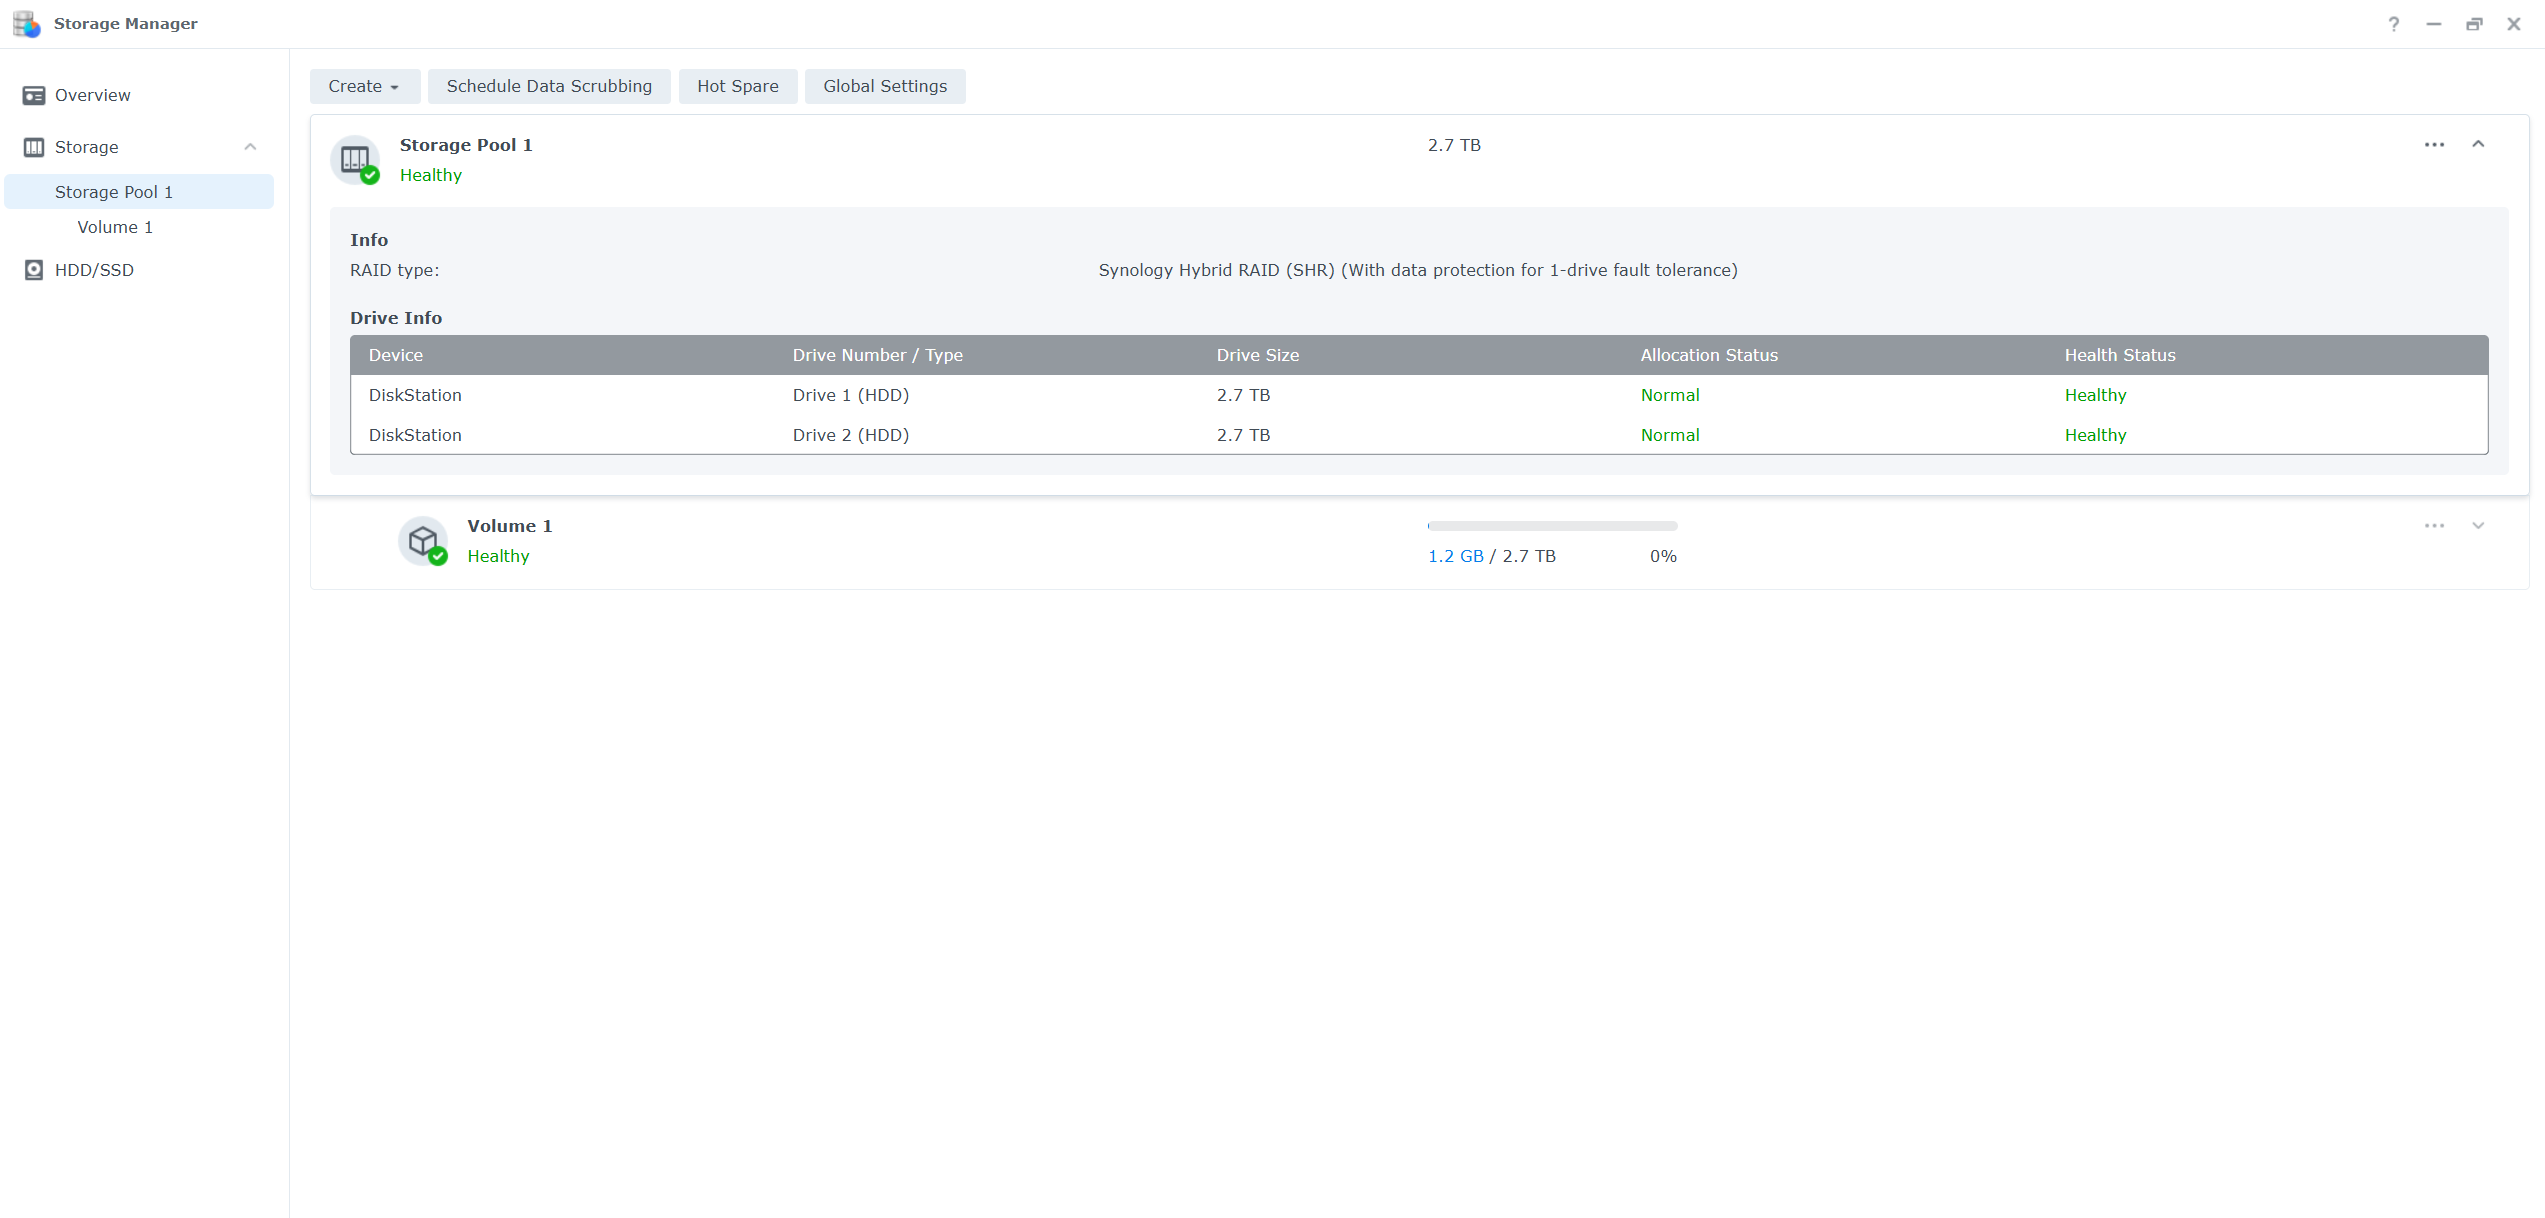 Storage Manager
?
Overview
Storage
Storage Pool 1
Volume 1
HDD/SSD
Create
Schedule Data Scrubbing
Hot Spare
Global Settings
Storage Pool 1
2.7 TB
Healthy
Info
RAID type: Synology Hybrid RAID (SHR) (With data protection for 1-drive fault tolerance)
Drive Info
Device Drive Number / Type Drive Size Allocation Status Health Status
DiskStation Drive 1 (HDD) 2.7 TB Normal Healthy
DiskStation Drive 2 (HDD) 2.7 TB Normal Healthy
Volume 1
Healthy
1.2 GB / 2.7 TB 0%